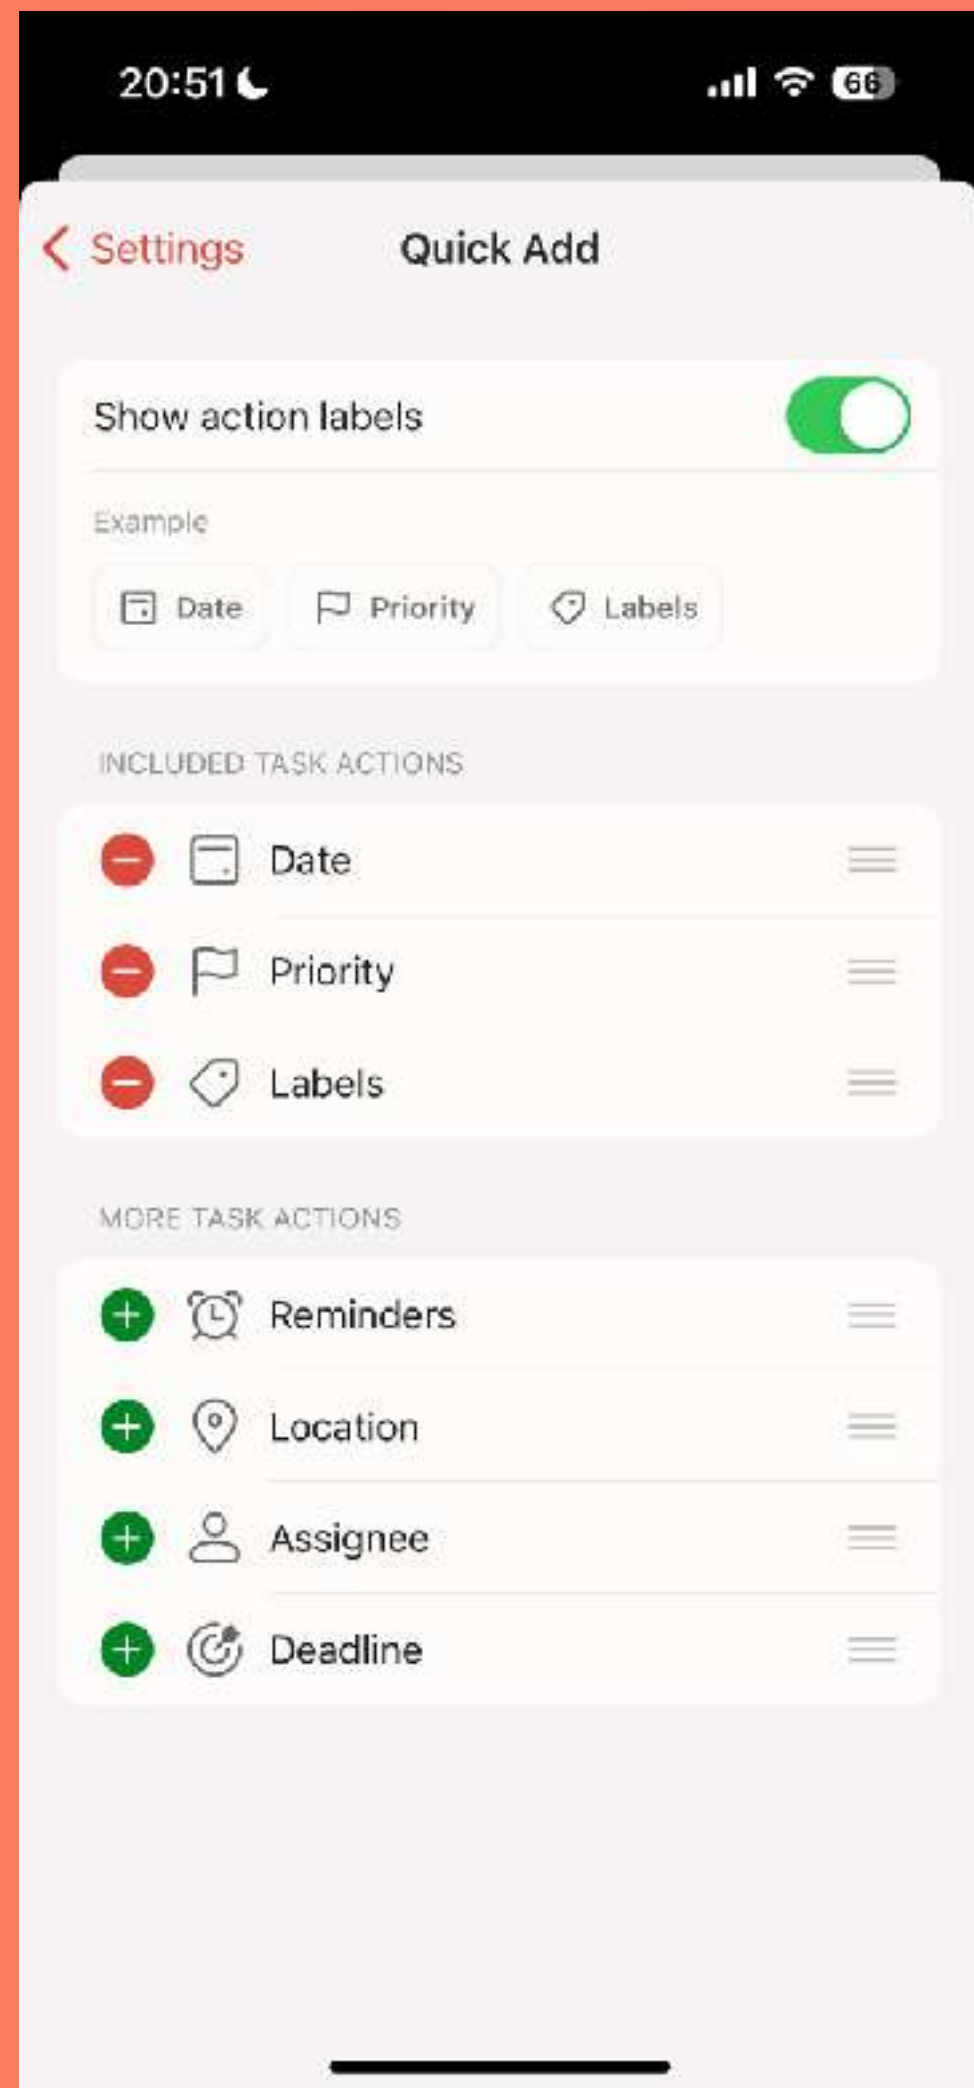 20:51
66
Settings
Quick Add
Show action labels
Example
Date
Priority
Labels
INCLUDED TASK ACTIONS
Date
Priority
Labels
MORE TASK ACTIONS
Reminders
Location
Assignee
Deadline